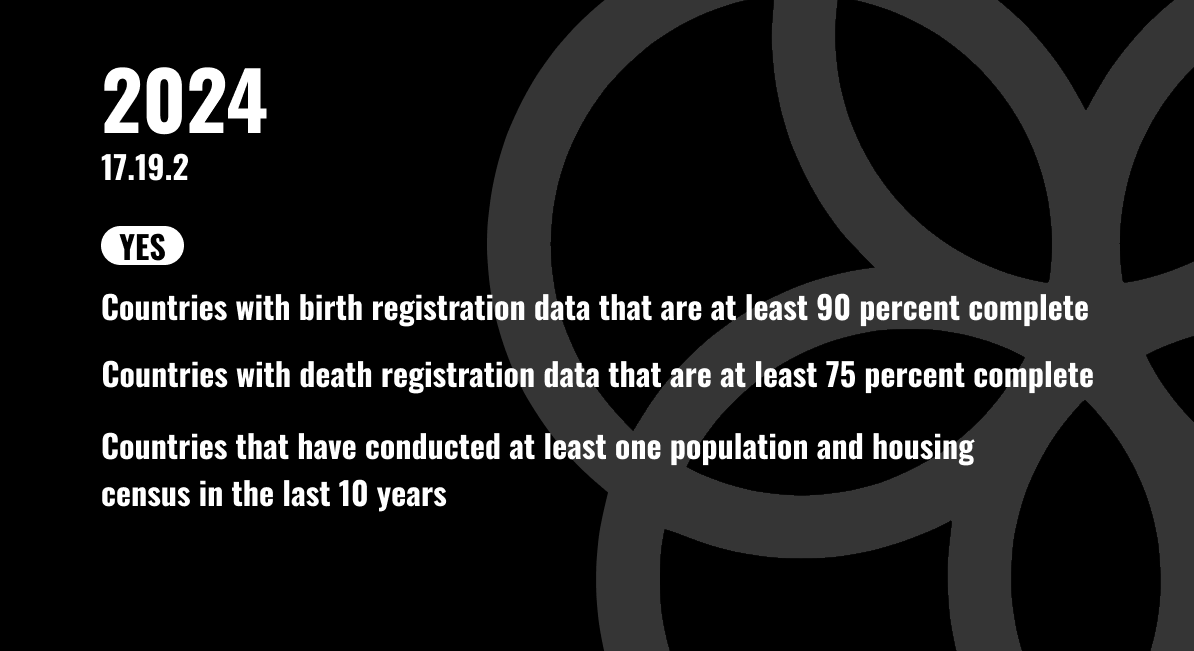 2024
17.19.2
YES
Countries with birth registration data that are at least 90 percent complete
Countries with death registration data that are at least 75 percent complete
Countries that have conducted at least one population and housing
census in the last 10 years